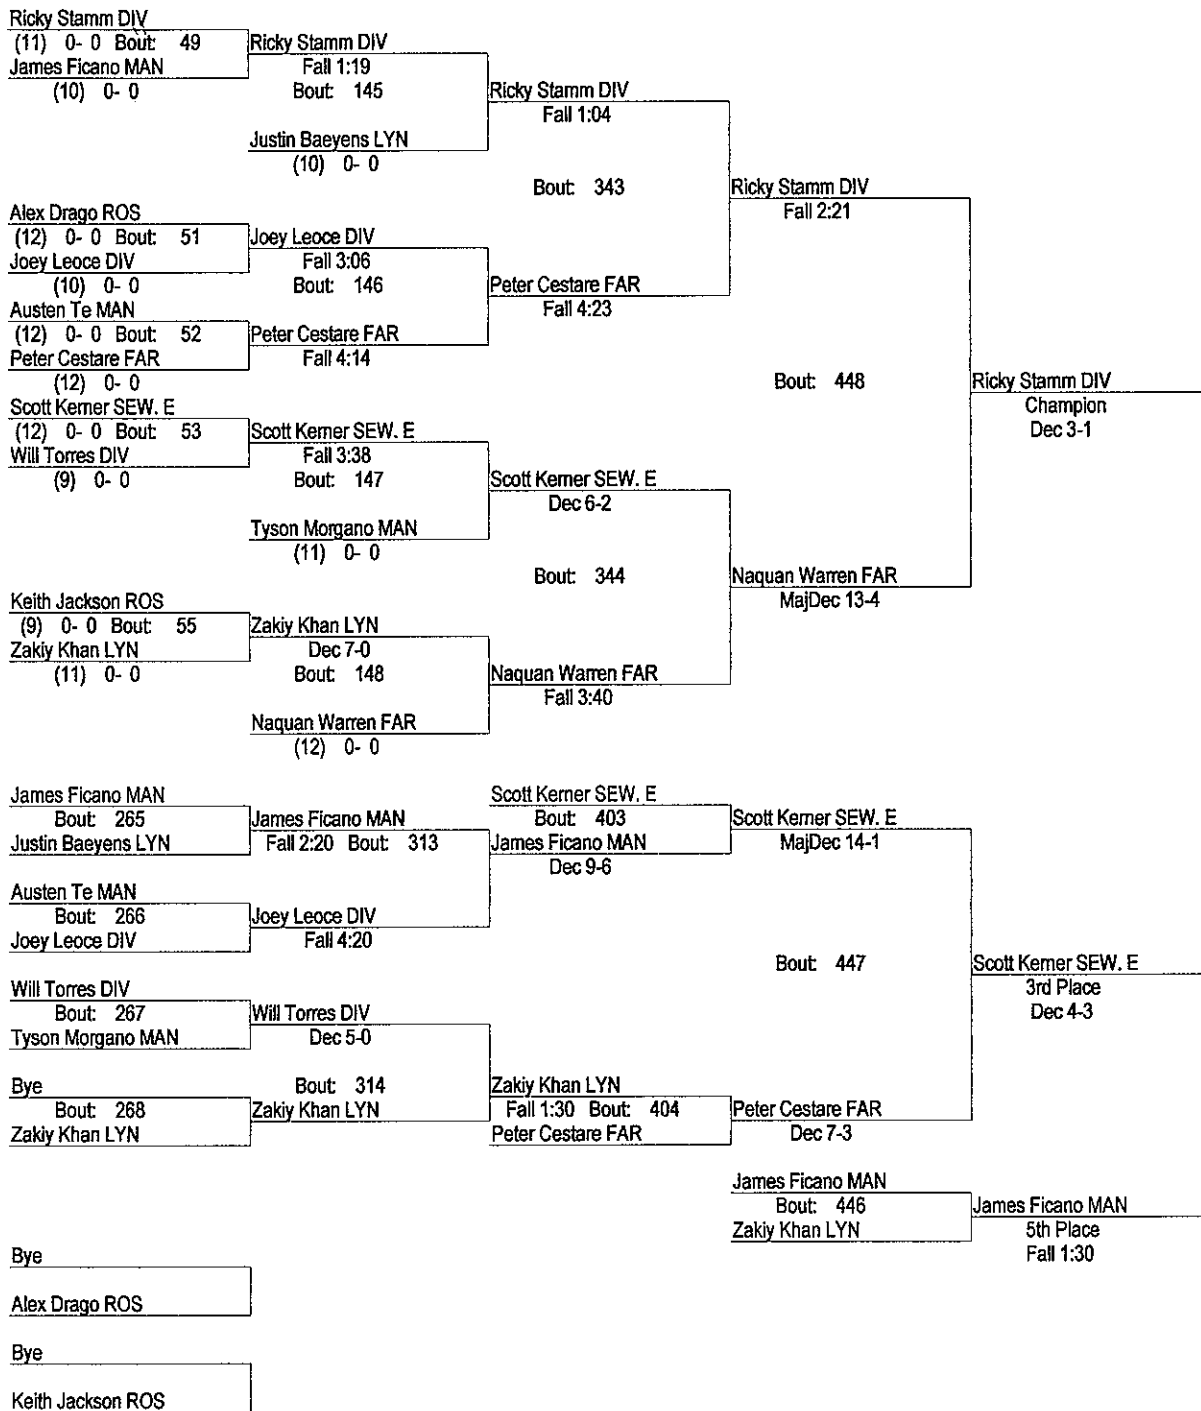 Ricky Stamm DIV
(11) 0- 0 Bout: 49
James Ficano MAN
(10) 0- 0
Ricky Stamm DIV
Fall 1:19
Bout: 145
Justin Baeyens LYN
(10) 0- 0
Ricky Stamm DIV
Fall 1:04
Bout: 343
Ricky Stamm DIV
Fall 2:21
Alex Drago ROS
(12) 0- 0 Bout: 51
Joey Leoce DIV
(10) 0- 0
Joey Leoce DIV
Fall 3:06
Bout: 146
Austen Te MAN
(12) 0- 0 Bout: 52
Peter Cestare FAR
(12) 0- 0
Peter Cestare FAR
Fall 4:14
Peter Cestare FAR
Fall 4:23
Bout: 448
Ricky Stamm DIV
Champion
Dec 3-1
Scott Kerner SEW. E
(12) 0- 0 Bout: 53
Will Torres DIV
(9) 0- 0
Scott Kerner SEW. E
Fall 3:38
Bout: 147
Tyson Morgano MAN
(11) 0- 0
Scott Kerner SEW. E
Dec 6-2
Bout: 344
Naquan Warren FAR
MajDec 13-4
Keith Jackson ROS
(9) 0- 0 Bout: 55
Zakiy Khan LYN
(11) 0- 0
Zakiy Khan LYN
Dec 7-0
Bout: 148
Naquan Warren FAR
(12) 0- 0
Naquan Warren FAR
Fall 3:40
James Ficano MAN
Bout: 265
Justin Baeyens LYN
James Ficano MAN
Fall 2:20 Bout: 313
Scott Kerner SEW. E
Bout: 403
James Ficano MAN
Dec 9-6
Scott Kerner SEW. E
MajDec 14-1
Austen Te MAN
Bout: 266
Joey Leoce DIV
Joey Leoce DIV
Fall 4:20
Bout: 447
Scott Kerner SEW. E
3rd Place
Dec 4-3
Will Torres DIV
Bout: 267
Tyson Morgano MAN
Will Torres DIV
Dec 5-0
Bout: 314
Bye
Bout: 268
Zakiy Khan LYN
Zakiy Khan LYN
Zakiy Khan LYN
Fall 1:30 Bout: 404
Peter Cestare FAR
Peter Cestare FAR
Dec 7-3
James Ficano MAN
Bout: 446
Zakiy Khan LYN
James Ficano MAN
5th Place
Fall 1:30
Bye
Alex Drago ROS
Bye
Keith Jackson ROS